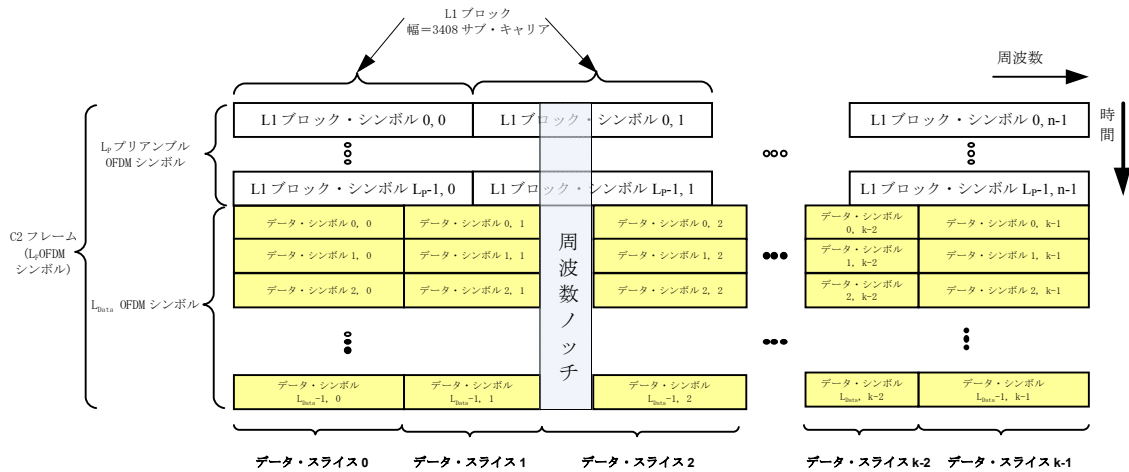 L1 ブロック
幅＝3408 サブ・キャリア
周波数
時間
L1 ブロック・シンボル 0, 0
L1 ブロック・シンボル 0, 1
L1 ブロック・シンボル 0, n-1
LPプリアンブル
OFDM シンボル
L1 ブロック・シンボル LP-1, 0
L1 ブロック・シンボル LP-1, 1
L1 ブロック・シンボル LP-1, n-1
C2 フレーム
(LPOFDM
シンボル)
LData OFDM シンボル
データ・シンボル 0, 0
データ・シンボル 0, 1
周波数ノッチ
データ・シンボル 0, 2
データ・シンボル
0, k-2
データ・シンボル 0, k-1
データ・シンボル 1, 0
データ・シンボル 1, 1
データ・シンボル 1, 2
データ・シンボル
1, k-2
データ・シンボル 1, k-1
データ・シンボル 2, 0
データ・シンボル 2, 1
データ・シンボル 2, 2
データ・シンボル
2, k-2
データ・シンボル 2, k-1
データ・シンボル
LData-1, 0
データ・シンボル
LData-1, 1
データ・シンボル
LData-1, 2
データ・シンボル
LData, k-2
データ・シンボル
LData-1, k-1
データ・スライス 0
データ・スライス 1
データ・スライス 2
データ・スライス k-2
データ・スライス k-1